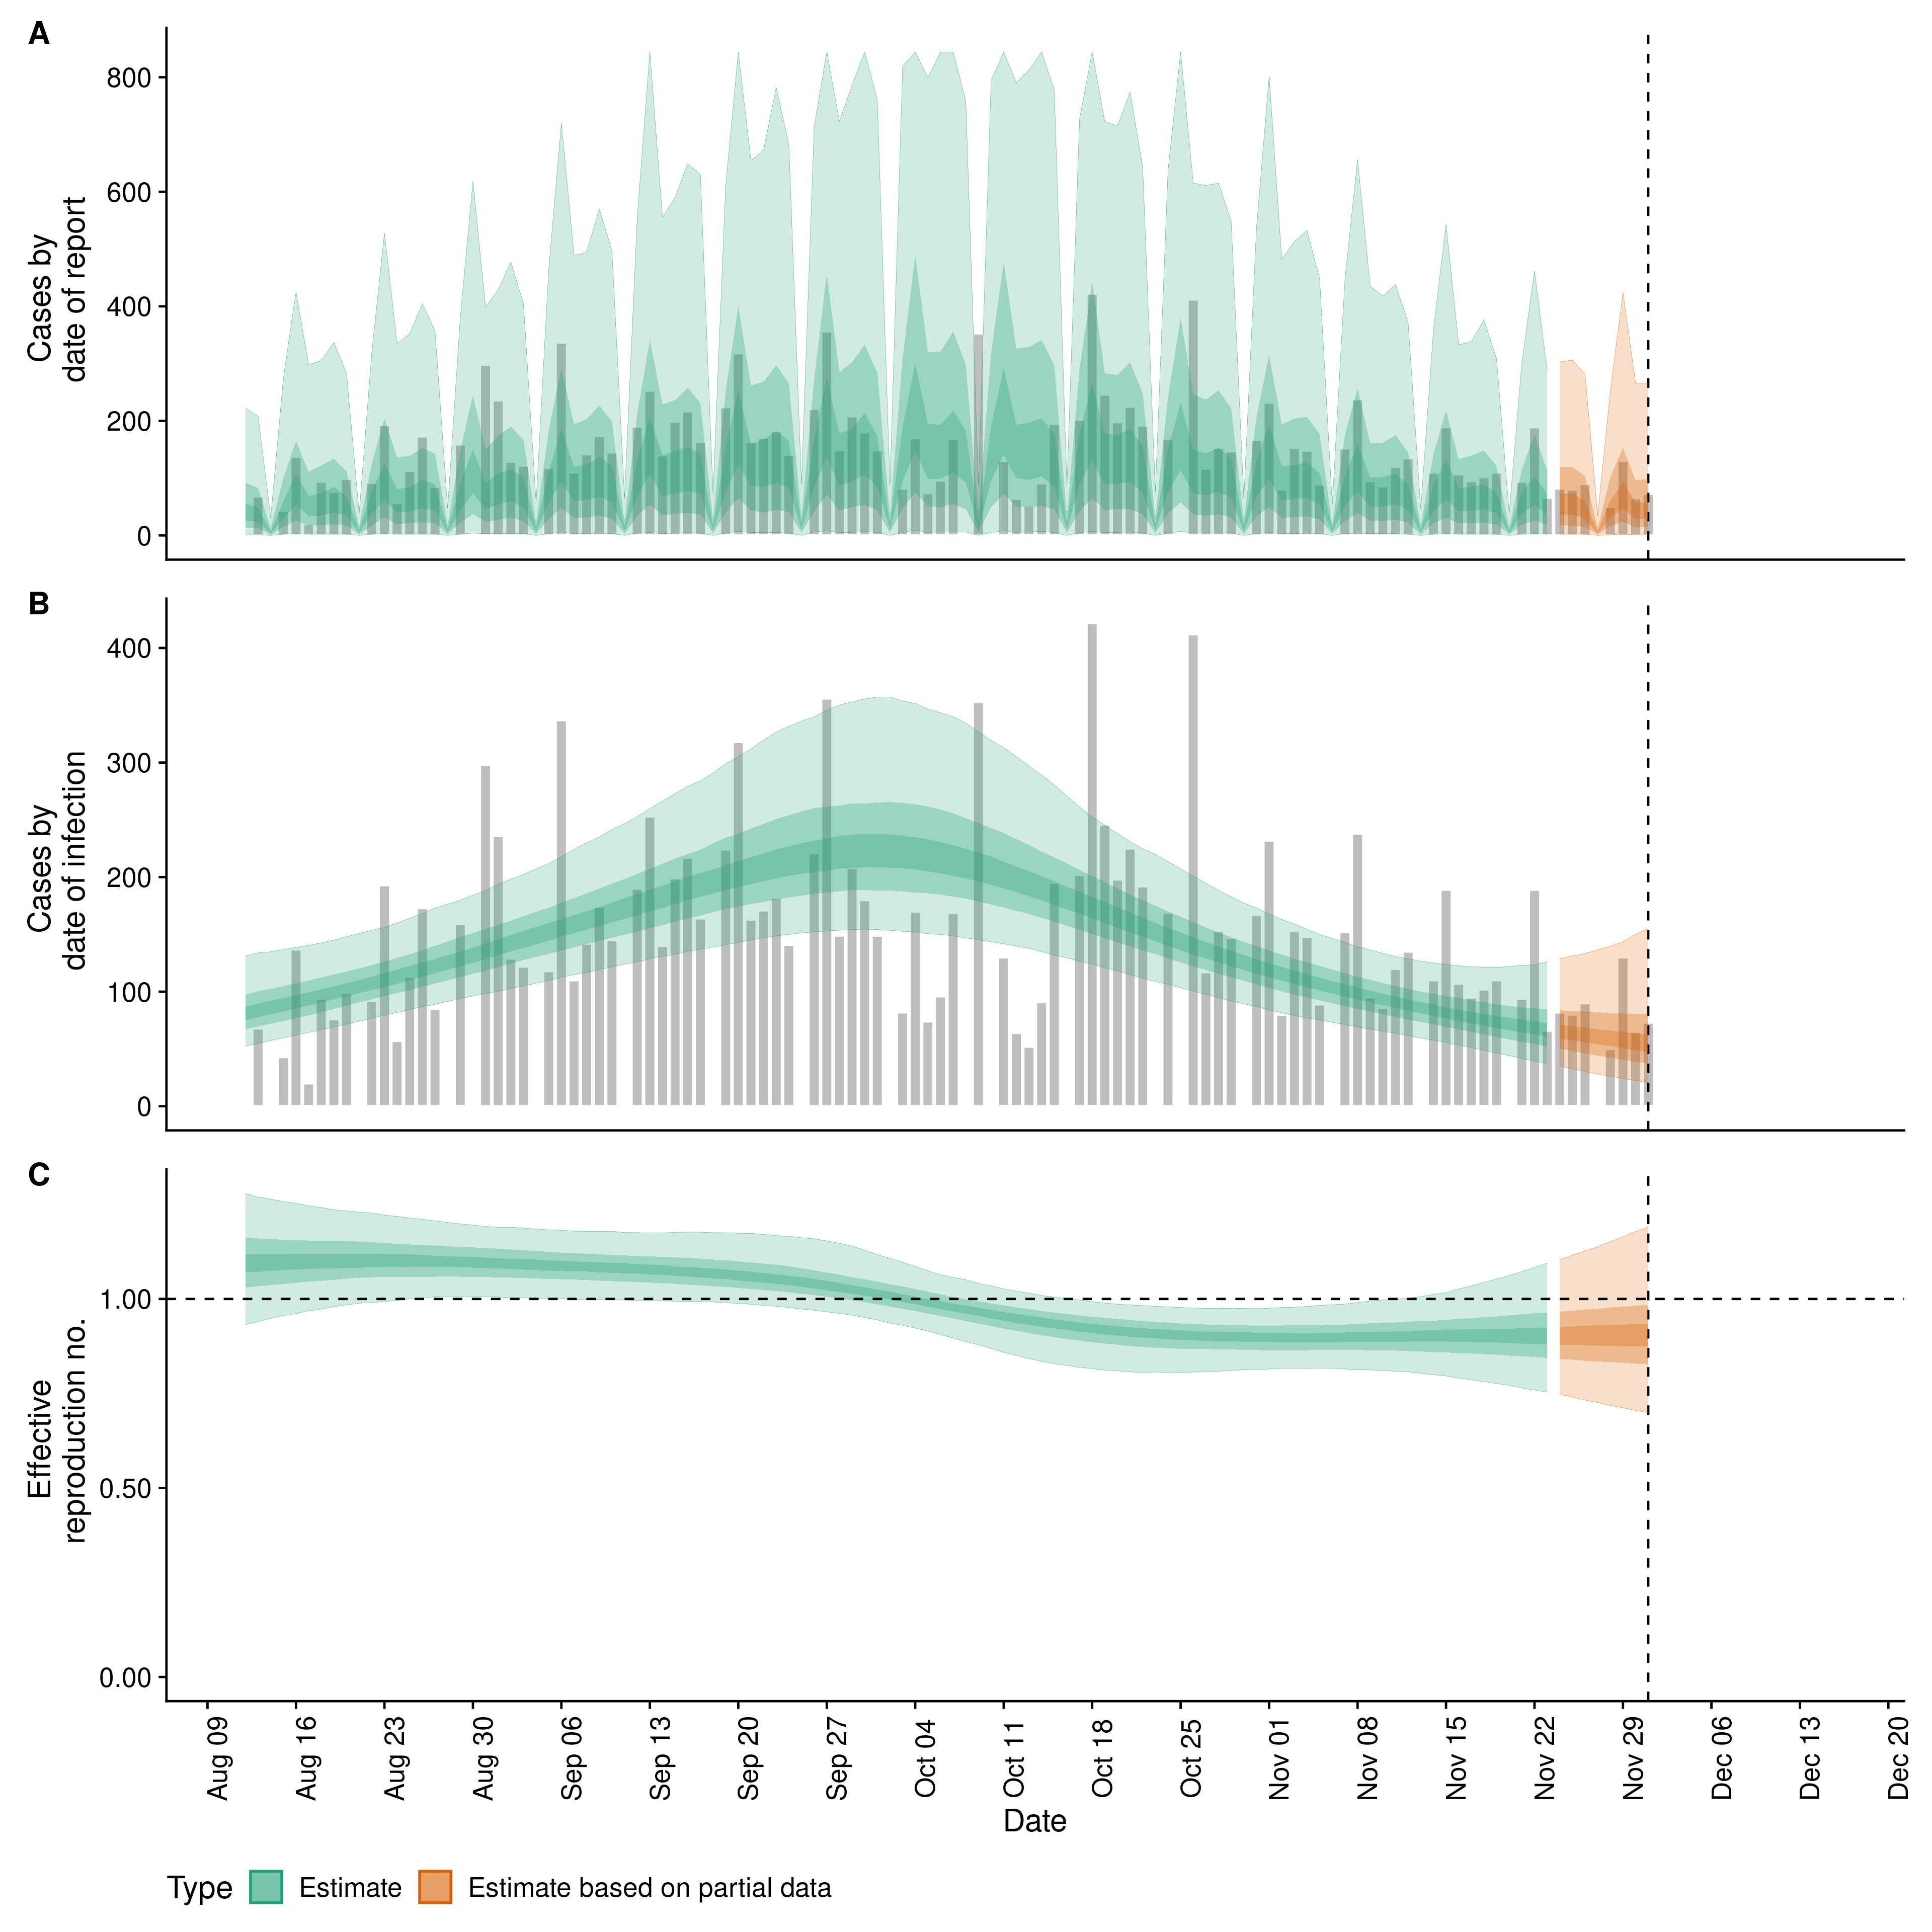 A
800
600
400
200
0
Cases by
date of report
B
400
300
200
100
0
Cases by
date of infection
C
1.00
0.50
0.00
Effective
reproduction no.
Aug 09
Aug 16
Aug 23
Aug 30
Sep 06
Sep 13
Sep 20
Sep 27
Oct 04
Oct 11
Oct 18
Oct 25
Nov 01
Nov 08
Nov 15
Nov 22
Nov 29
Dec 06
Dec 13
Dec 20
Date
Type Estimate Estimate based on partial data